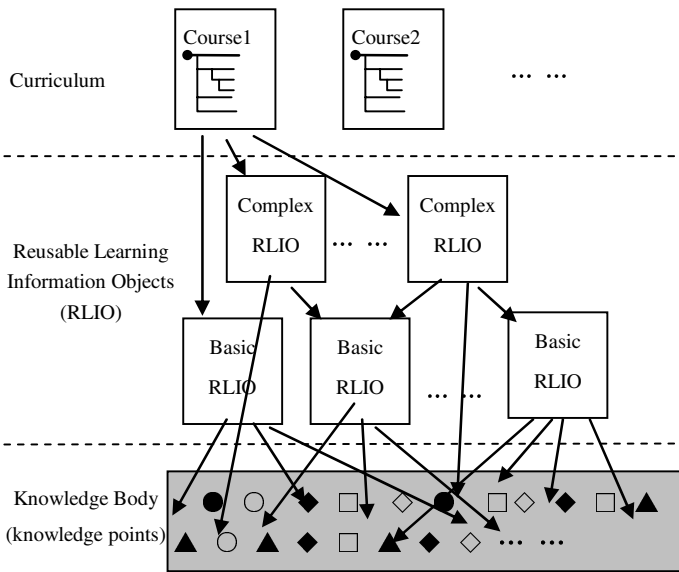 Course1
Course2
Curriculum
... ...
Complex
RLIO
... ...
Complex
RLIO
Reusable Learning
Information Objects
(RLIO)
Basic
RLIO
Basic
RLIO
... ...
Basic
RLIO
Knowledge Body
(knowledge points)
... ...